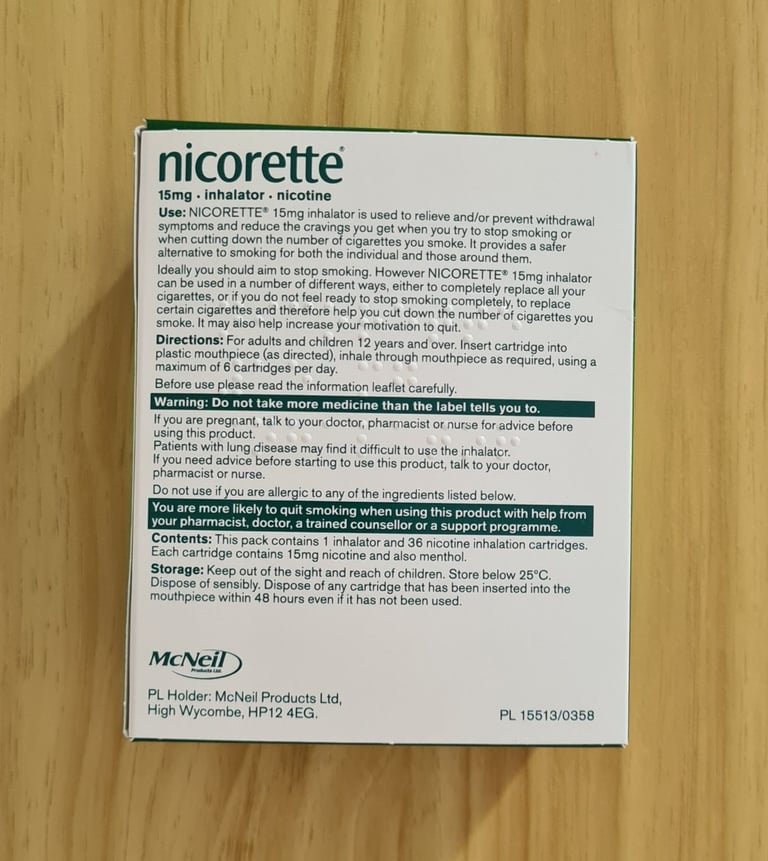 nicorette®
15mg · inhalator · nicotine
Use: NICORETTE® 15mg inhalator is used to relieve and/or prevent withdrawal
symptoms and reduce the cravings you get when you try to stop smoking or
when cutting down the number of cigarettes you smoke. It provides a safer
alternative to smoking for both the individual and those around them.
Ideally you should aim to stop smoking. However NICORETTE® 15mg inhalator
can be used in a number of different ways, either to completely replace all your
cigarettes, or if you do not feel ready to stop smoking completely, to replace
certain cigarettes and therefore help you cut down the number of cigarettes you
smoke. It may also help increase your motivation to quit.
Directions: For adults and children 12 years and over. Insert cartridge into
plastic mouthpiece (as directed), inhale through mouthpiece as required, using a
maximum of 6 cartridges per day.
Before use please read the information leaflet carefully.
Warning: Do not take more medicine than the label tells you to.
If you are pregnant, talk to your doctor, pharmacist or nurse for advice before
using this product.
Patients with lung disease may find it difficult to use the inhalator.
If you need advice before starting to use this product, talk to your doctor,
pharmacist or nurse.
Do not use if you are allergic to any of the ingredients listed below.
You are more likely to quit smoking when using this product with help from
your pharmacist, doctor, a trained counsellor or a support programme.
Contents: This pack contains 1 inhalator and 36 nicotine inhalation cartridges.
Each cartridge contains 15mg nicotine and also menthol.
Storage: Keep out of the sight and reach of children. Store below 25°C.
Dispose of sensibly. Dispose of any cartridge that has been inserted into the
mouthpiece within 48 hours even if it has not been used.
McNeil
Products Ltd.
PL Holder: McNeil Products Ltd,
High Wycombe, HP12 4EG.
PL 15513/0358